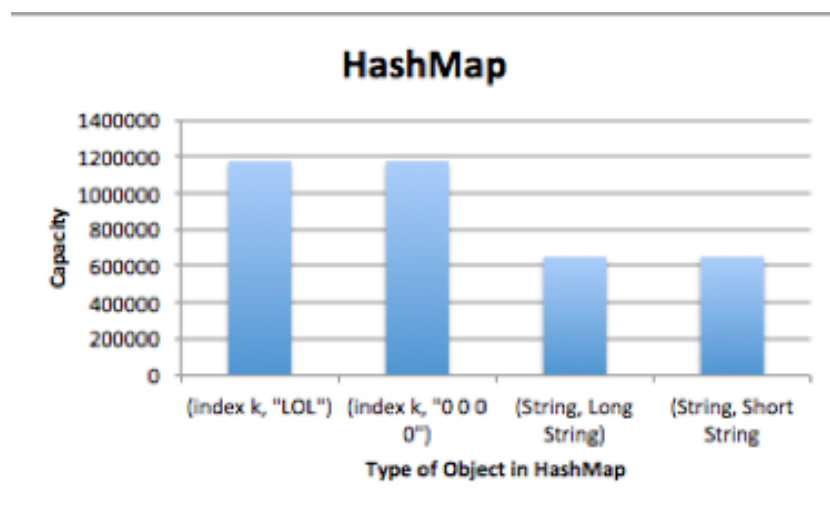 HashMap
1400000
1200000
1000000
800000
600000
400000
200000
0
Capacity
(index k, "LOL")
(index k, "0 0 0
0")
(String, Long
String)
(String, Short
String
Type of Object in HashMap